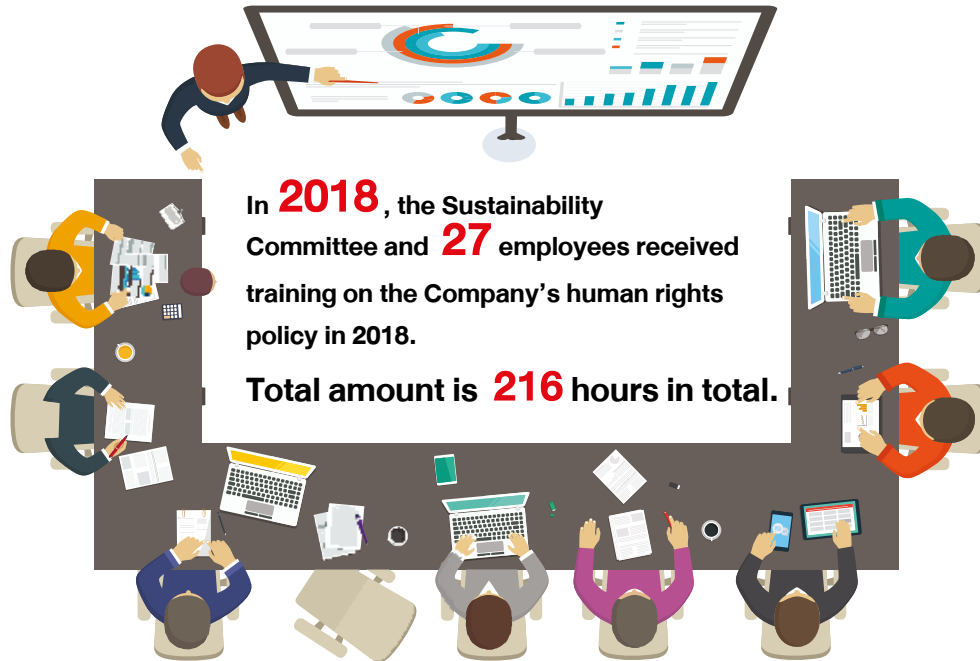 In 2018, the Sustainability
Committee and 27 employees received
training on the Company's human rights
policy in 2018.
Total amount is 216 hours in total.